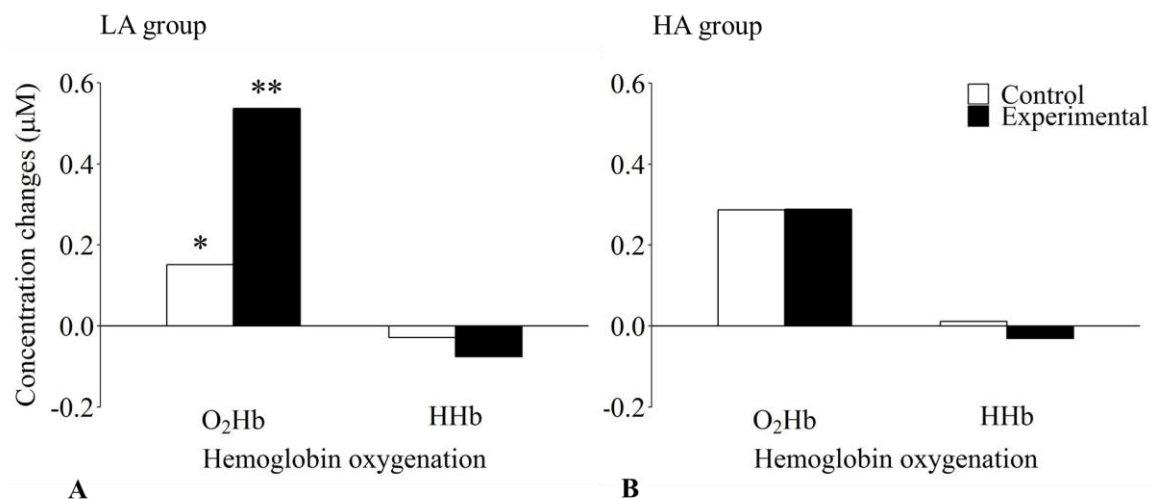 LA group
Concentration changes (μM)
0.6
0.4
0.2
0.0
-0.2
*
**
O₂Hb
HHb
Hemoglobin oxygenation
A
HA group
0.6
0.4
0.2
0.0
-0.2
Control
Experimental
O₂Hb
HHb
Hemoglobin oxygenation
B